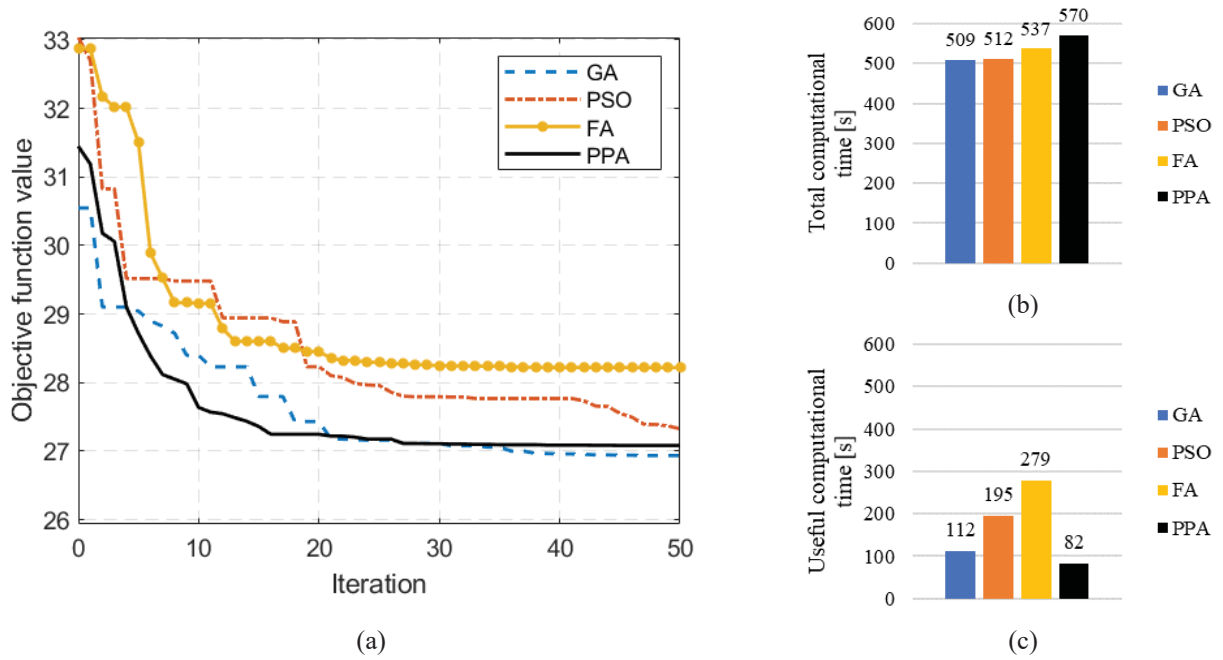 33
32
31
30
29
28
27
26
Objective function value
0
10
20
30
40
50
Iteration
GA
PSO
FA
PPA
(a)
600
500
400
300
200
100
0
Total computational
time [s]
509
512
537
570
GA
PSO
FA
PPA
(b)
600
500
400
300
200
100
0
Useful computational
time [s]
112
195
279
82
GA
PSO
FA
PPA
(c)